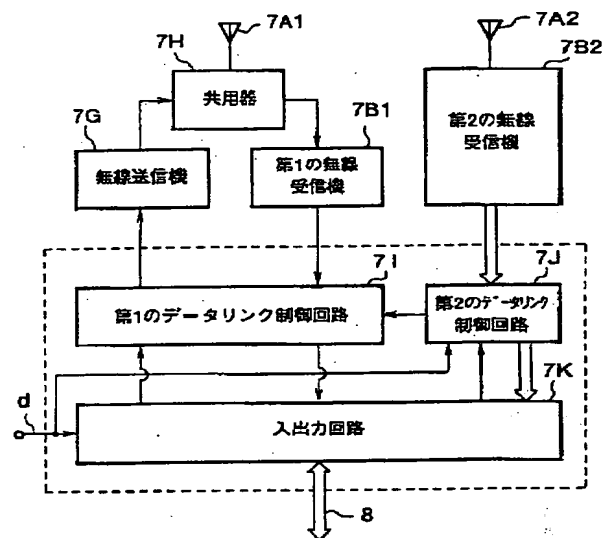 7A1
7A2
7H
7B2
共用器
7G
7B1
第2の無線
受信機
無線送信機
第1の無線
受信機
7I
7J
第1のデータリンク制御回路
第2のデータリンク
制御回路
7K
d
入出力回路
8